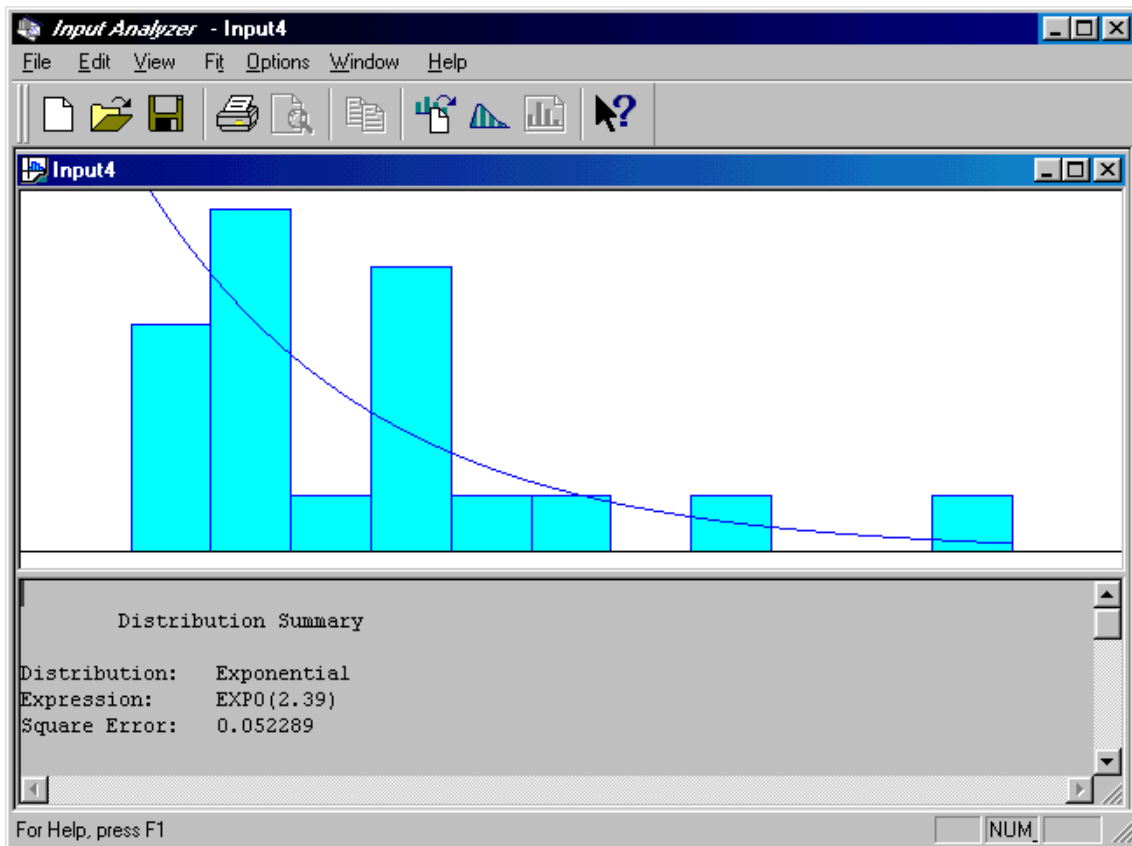 Input Analyzer - Input4
File Edit View Fit Options Window Help
?
Input4
Distribution Summary
Distribution: Exponential
Expression: EXPO(2.39)
Square Error: 0.052289
For Help, press F1
NUM